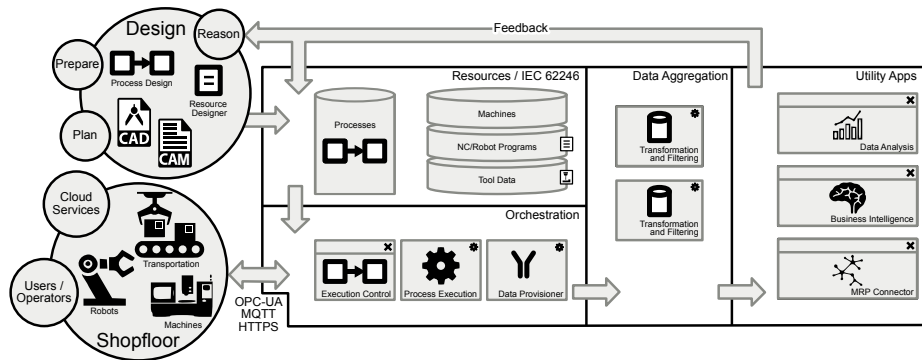 Design
Reason
Prepare
Process Design
Resource
Designer
Plan
CAD
CAM
Feedback
Resources / IEC 62246
Processes
Machines
NC/Robot Programs
Tool Data
Data Aggregation
Transformation
and Filtering
Transformation
and Filtering
Utility Apps
Data Analysis
Business Intelligence
MRP Connector
Orchestration
Execution Control
Process Execution
Data Provisioner
Cloud
Services
Transportation
Users /
Operators
Robots
Machines
Shopfloor
OPC-UA
MQTT
HTTPS